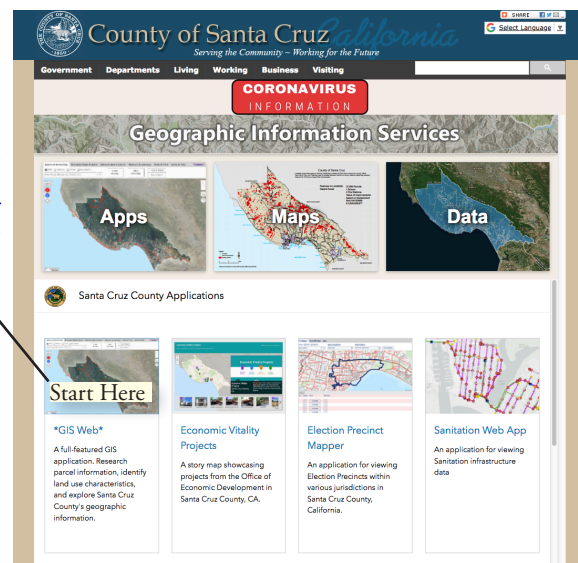 SHARE
County of Santa Cruz
California
Serving the Community ~ Working for the Future
Select Language
Government Departments Living Working Business Visiting
CORONAVIRUS
INFORMATION
Geographic Information Services
Apps
Maps
Data
Santa Cruz County Applications
Start Here
*GIS Web*
A full-featured GIS
application. Research
parcel information, identify
land use characteristics,
and explore Santa Cruz
County's geographic
information.
Economic Vitality
Projects
A story map showcasing
projects from the Office of
Economic Development in
Santa Cruz County, CA.
Election Precinct
Mapper
An application for viewing
Election Precincts within
various jurisdictions in
Santa Cruz County,
California.
Sanitation Web App
An application for viewing
Sanitation infrastructure
data